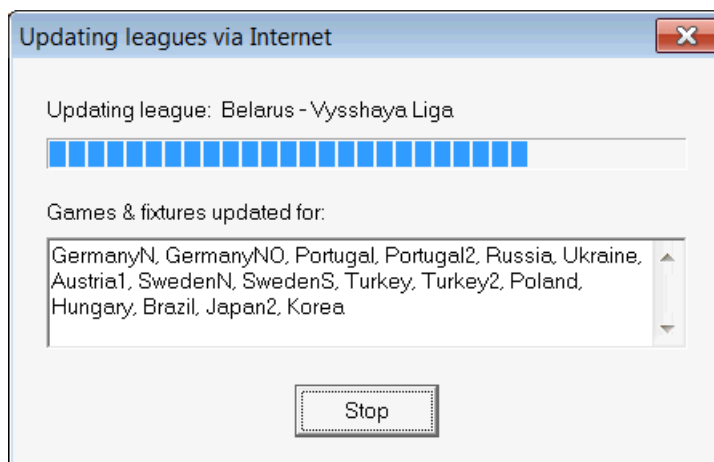 Updating leagues via Internet
Updating league: Belarus - Vysshaya Liga
Games & fixtures updated for:
GermanyN, GermanyNO, Portugal, Portugal2, Russia, Ukraine,
Austria1, SwedenN, SwedenS, Turkey, Turkey2, Poland,
Hungary, Brazil, Japan2, Korea
Stop